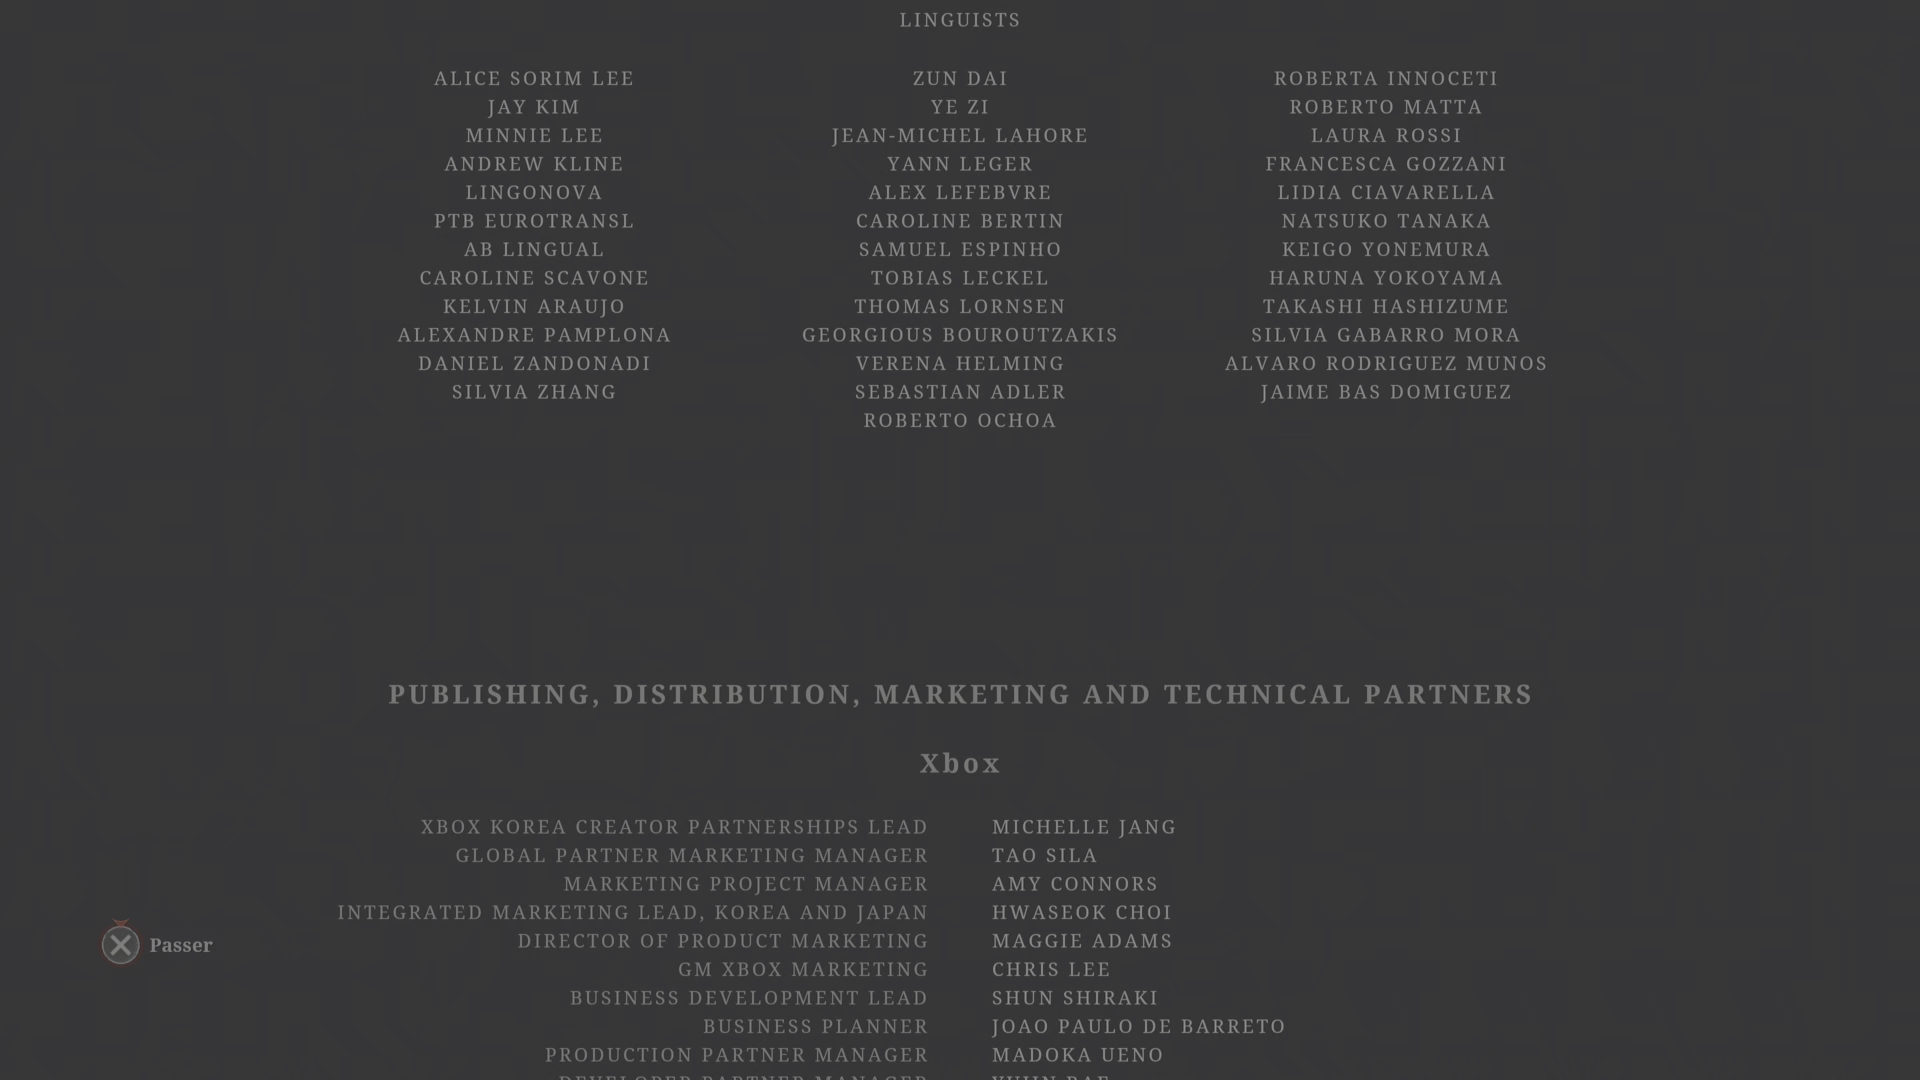 LINGUISTS
ALICE SORIM LEE
JAY KIM
MINNIE LEE
ANDREW KLINE
LINGONOVA
PTB EUROTRANSL
AB LINGUAL
CAROLINE SCAVONE
KELVIN ARAUJO
ALEXANDRE PAMPLONA
DANIEL ZANDONADI
SILVIA ZHANG
ZUN DAI
YE ZI
JEAN-MICHEL LAHORE
YANN LEGER
ALEX LEFEBVRE
CAROLINE BERTIN
SAMUEL ESPINHO
TOBIAS LECKEL
THOMAS LORNSEN
GEORGIOUS BOUROUTZAKIS
VERENA HELMING
SEBASTIAN ADLER
ROBERTO OCHOA
ROBERTA INNOCETI
ROBERTO MATTA
LAURA ROSSI
FRANCESCA GOZZANI
LIDIA CIAVARELLA
NATSUKO TANAKA
KEIGO YONEMURA
HARUNA YOKOYAMA
TAKASHI HASHIZUME
SILVIA GABARRO MORA
ALVARO RODRIGUEZ MUNOS
JAIME BAS DOMIGUEZ
PUBLISHING, DISTRIBUTION, MARKETING AND TECHNICAL PARTNERS
Xbox
XBOX KOREA CREATOR PARTNERSHIPS LEAD MICHELLE JANG
GLOBAL PARTNER MARKETING MANAGER TAO SILA
MARKETING PROJECT MANAGER AMY CONNORS
INTEGRATED MARKETING LEAD, KOREA AND JAPAN HWASEOK CHOI
DIRECTOR OF PRODUCT MARKETING MAGGIE ADAMS
GM XBOX MARKETING CHRIS LEE
BUSINESS DEVELOPMENT LEAD SHUN SHIRAKI
BUSINESS PLANNER JOAO PAULO DE BARRETO
PRODUCTION PARTNER MANAGER MADOKA UENO
DEVELOPER PARTNER MANAGER
Passer